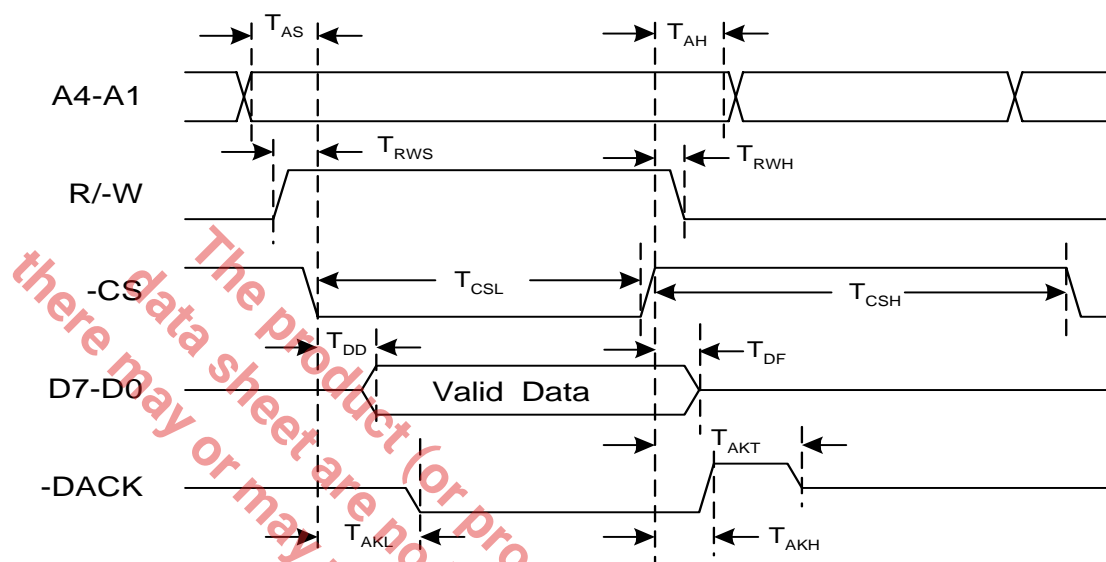 TAS
TAH
A4-A1
TRWS
TRWH
R/-W
-CS
TCSL
TCSH
TDD
TDF
D7-D0
Valid Data
TAKT
-DACK
TAKL
TAKH
The product (or pro
data sheet are no
there may or may